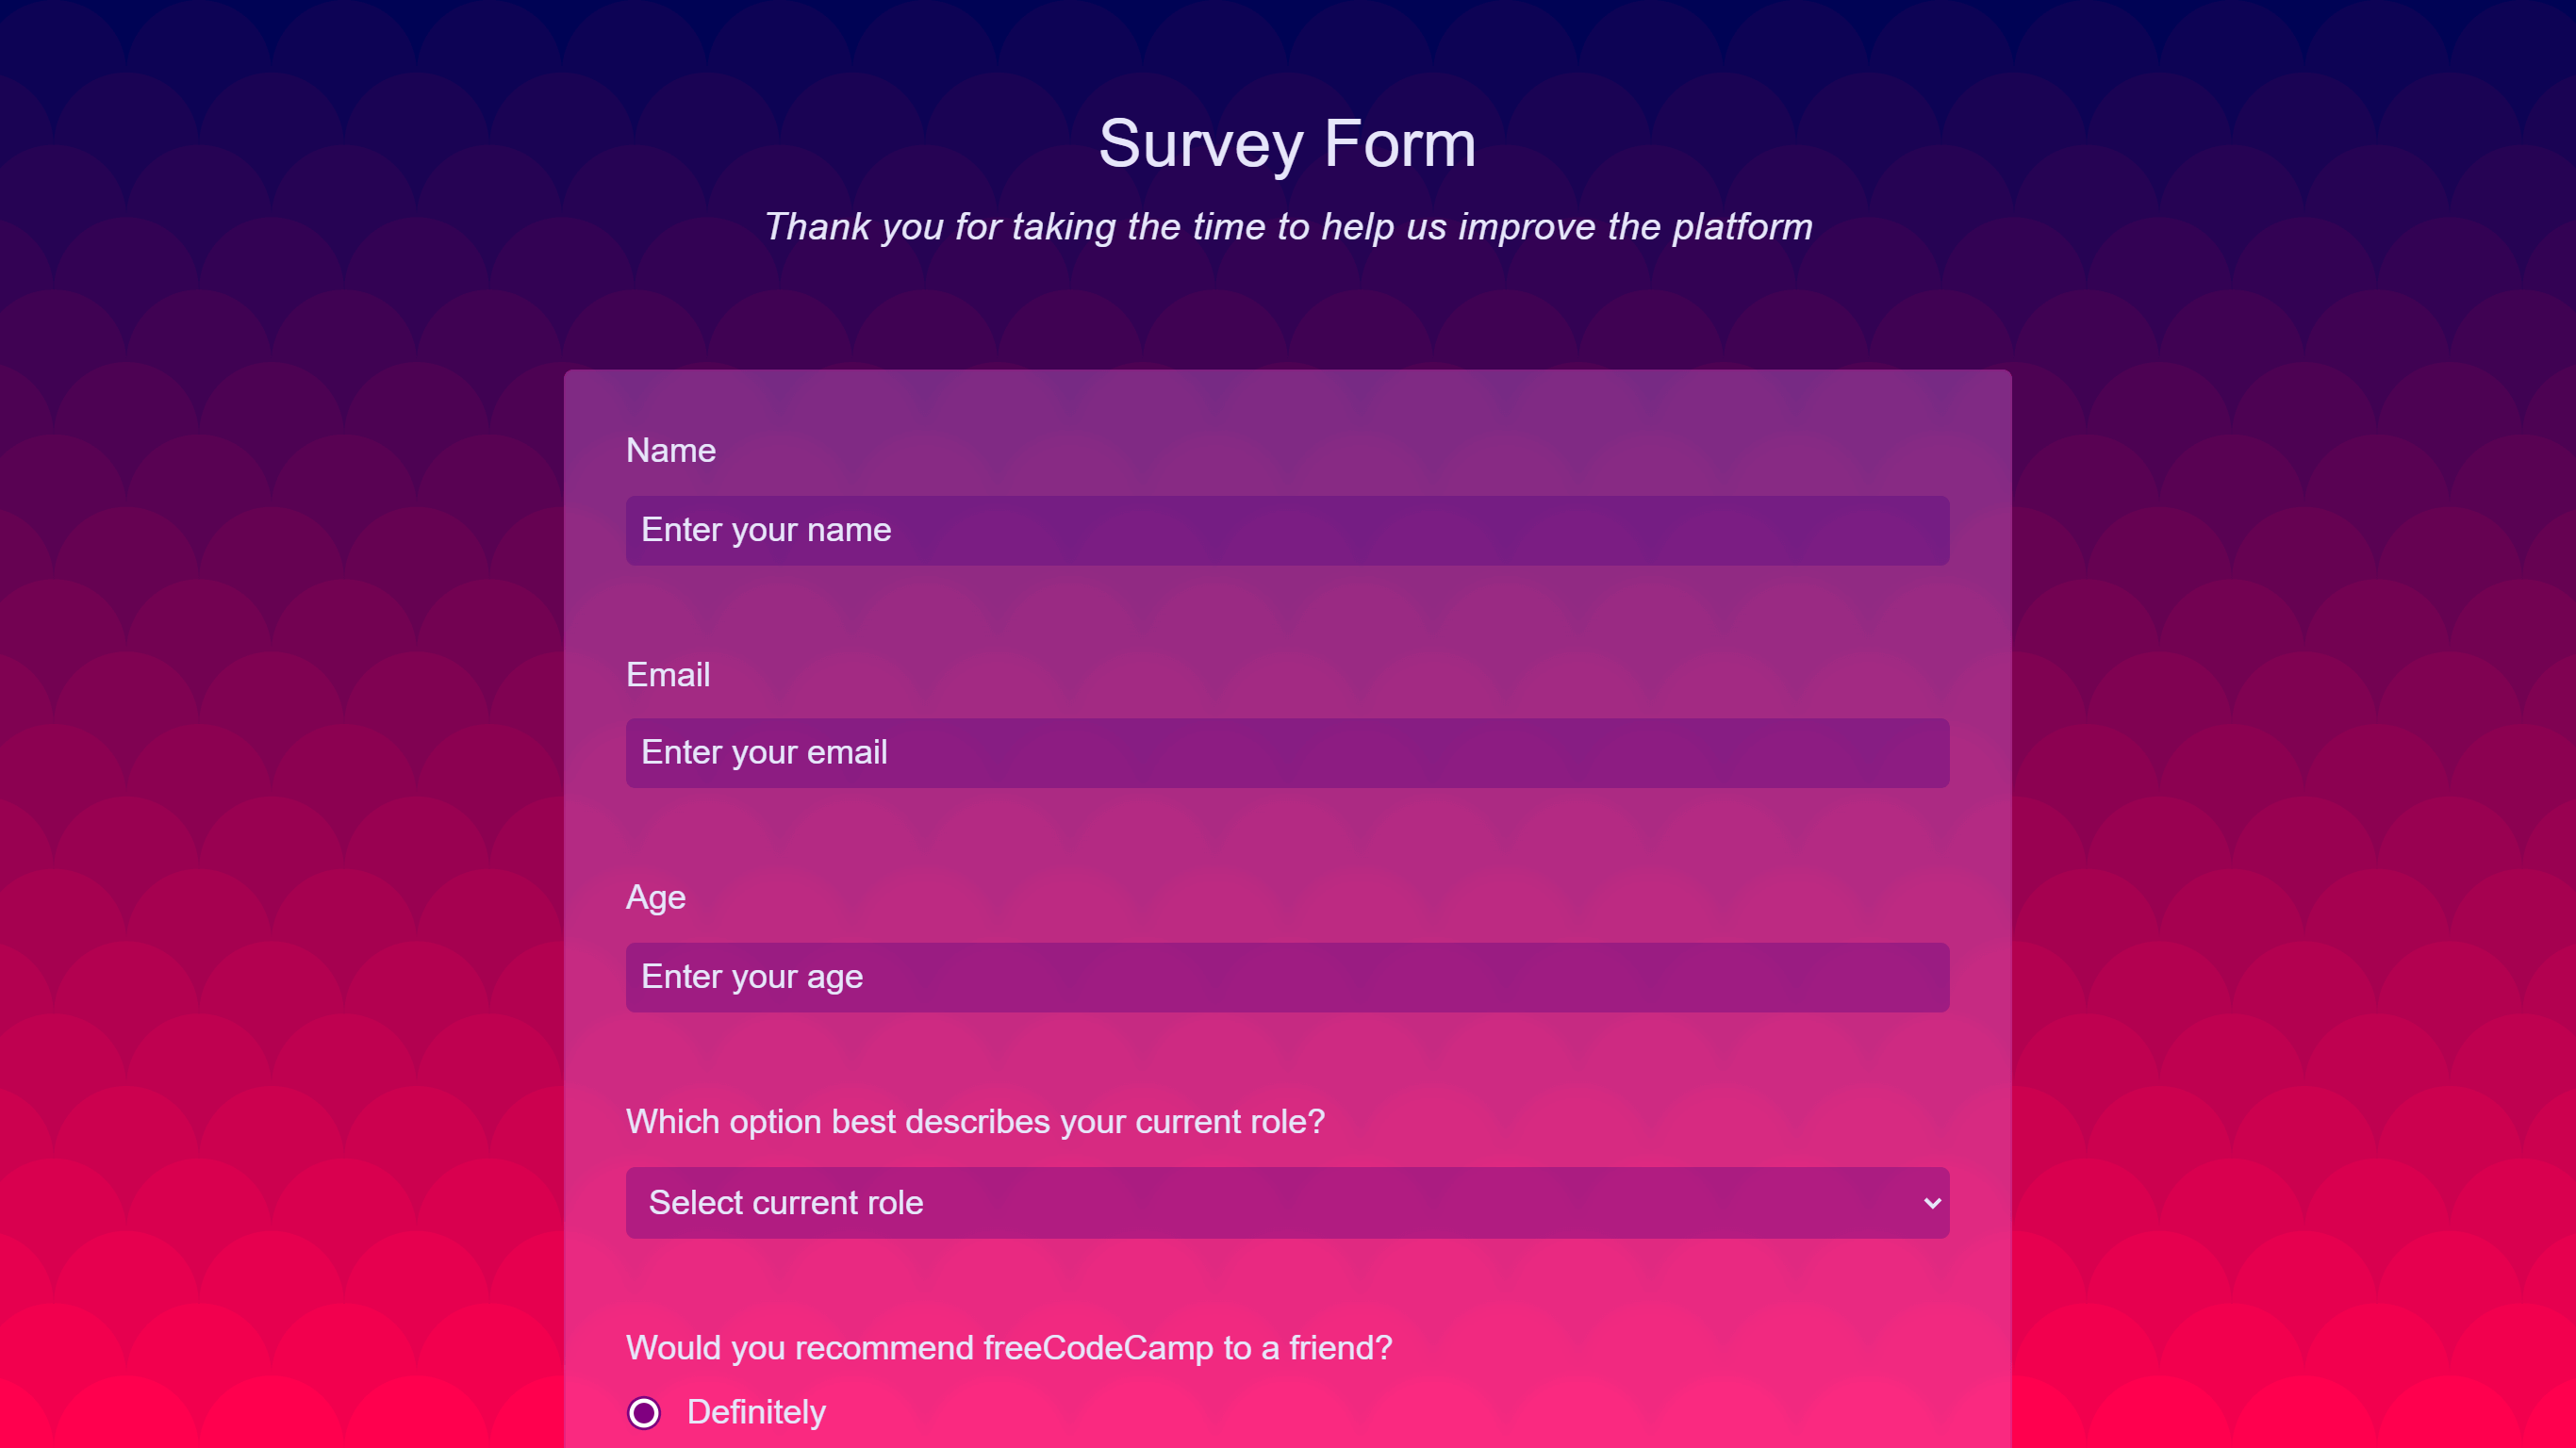 Survey Form
Thank you for taking the time to help us improve the platform
Name
Enter your name
Email
Enter your email
Age
Enter your age
Which option best describes your current role?
Select current role
Would you recommend freeCodeCamp to a friend?
Definitely